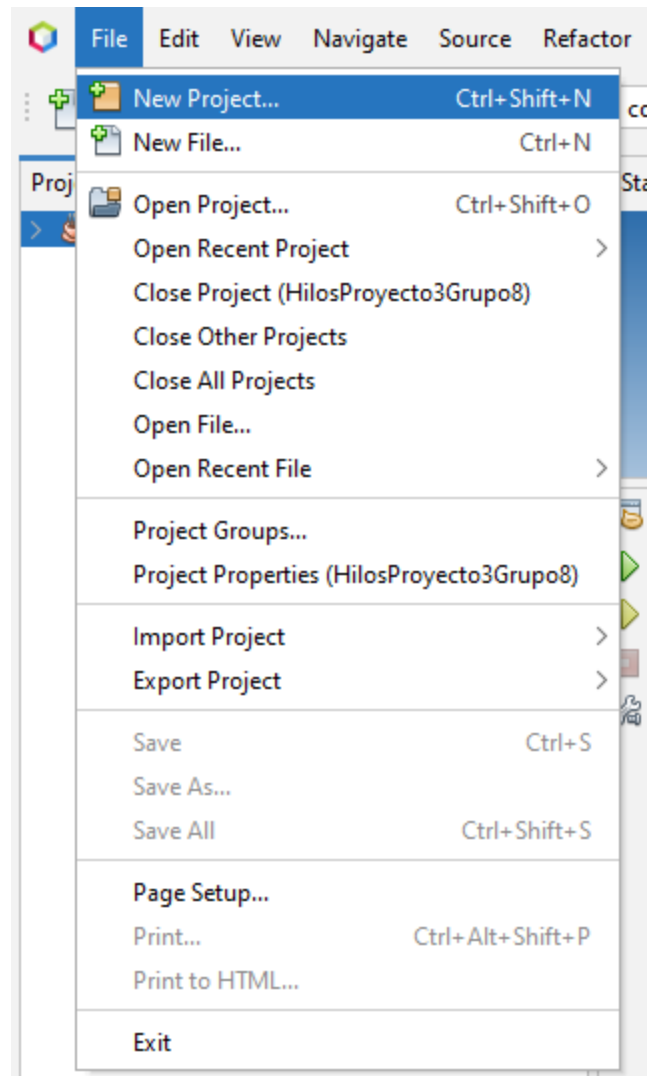 File Edit View Navigate Source Refactor
New Project... Ctrl+Shift+N
New File... Ctrl+N
Open Project... Ctrl+Shift+O
Open Recent Project
Close Project (HilosProyecto3Grupo8)
Close Other Projects
Close All Projects
Open File...
Open Recent File
Project Groups...
Project Properties (HilosProyecto3Grupo8)
Import Project
Export Project
Save Ctrl+S
Save As...
Save All Ctrl+Shift+S
Page Setup...
Print... Ctrl+Alt+Shift+P
Print to HTML...
Exit